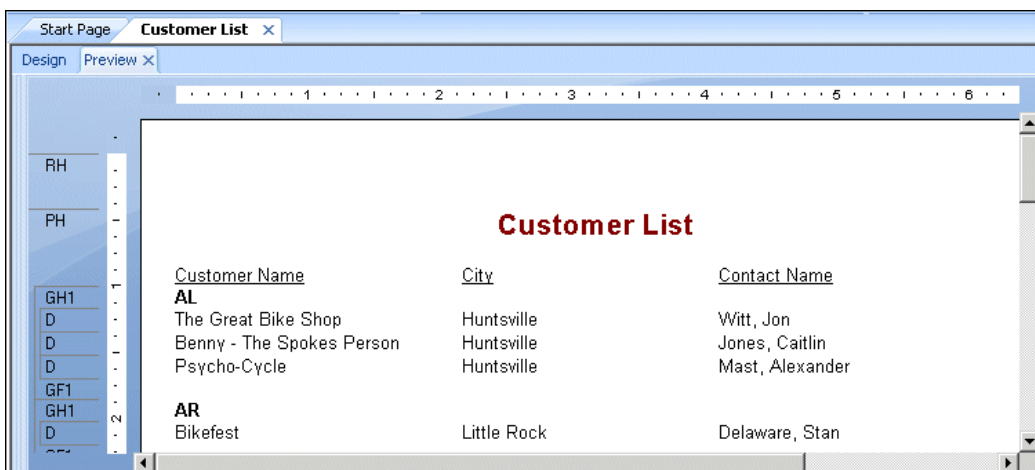 Start Page Customer List ×
Design Preview ×
1 2 3 4 5 6
RH
PH
Customer List
Customer Name City Contact Name
GH1 AL
D The Great Bike Shop Huntsville Witt, Jon
D Benny - The Spokes Person Huntsville Jones, Caitlin
D Psycho-Cycle Huntsville Mast, Alexander
GF1
GH1 AR
D Bikefest Little Rock Delaware, Stan
1
2